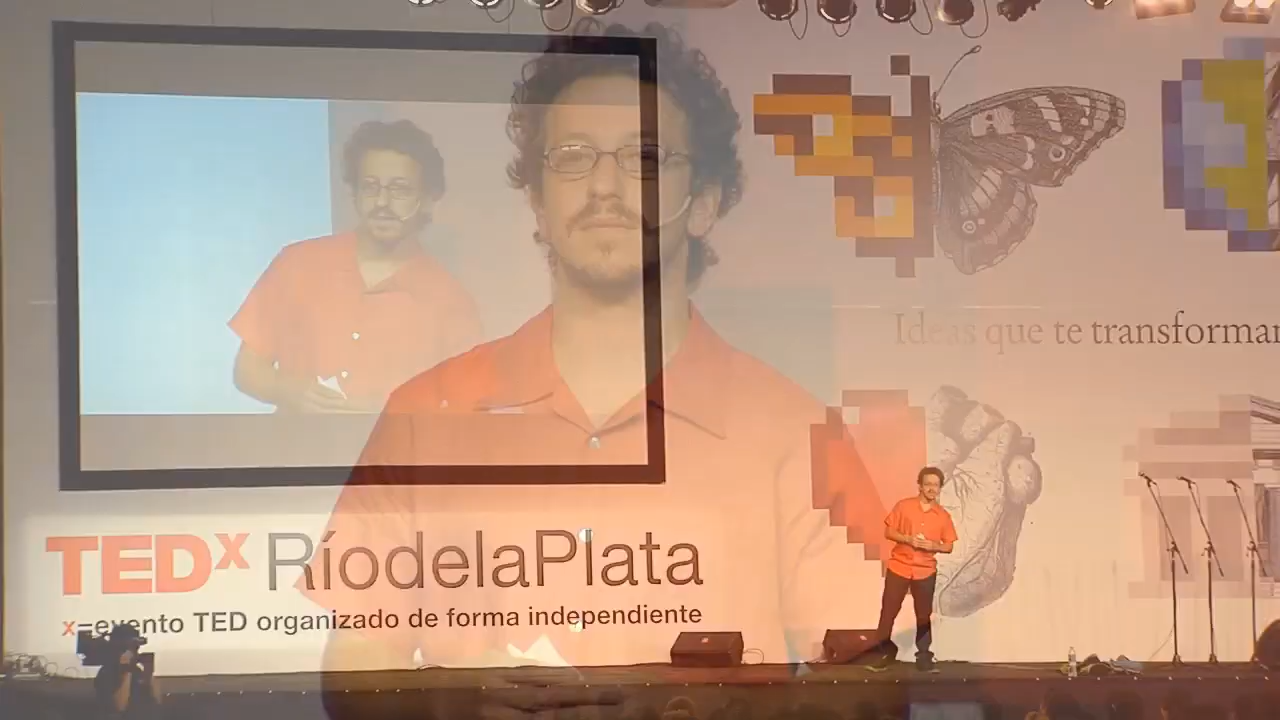 Ideas que te transforman
TEDx RíodelaPlata
x=evento TED organizado de forma independiente